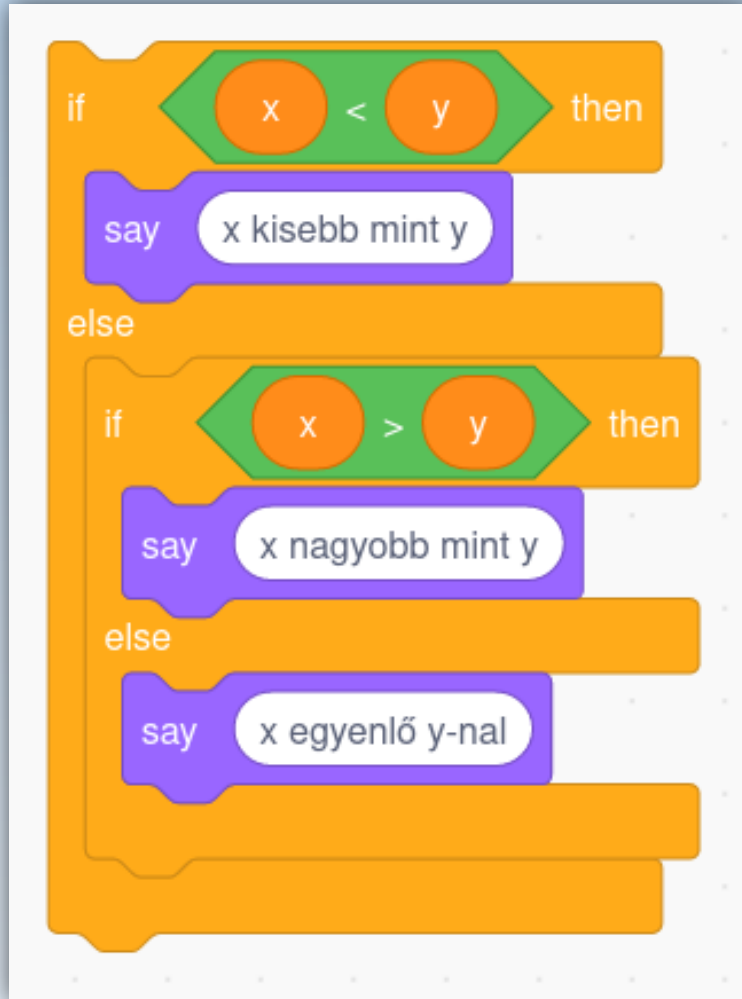 if x < y then
say x kisebb mint y
else
if x > y then
say x nagyobb mint y
else
say x egyenlő y-nal